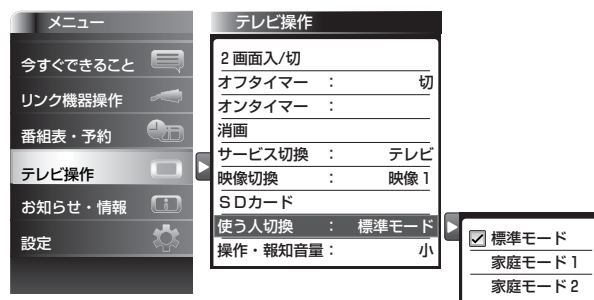 メニュー
今すぐできること
リンク機器操作
番組表・予約
テレビ操作
お知らせ・情報
設定
テレビ操作
2画面入/切
オフタイマー : 切
オンタイマー :
消画
サービス切換 : テレビ
映像切換 : 映像1
SDカード
使う人切換 : 標準モード
操作・報知音量 : 小
標準モード
家庭モード1
家庭モード2